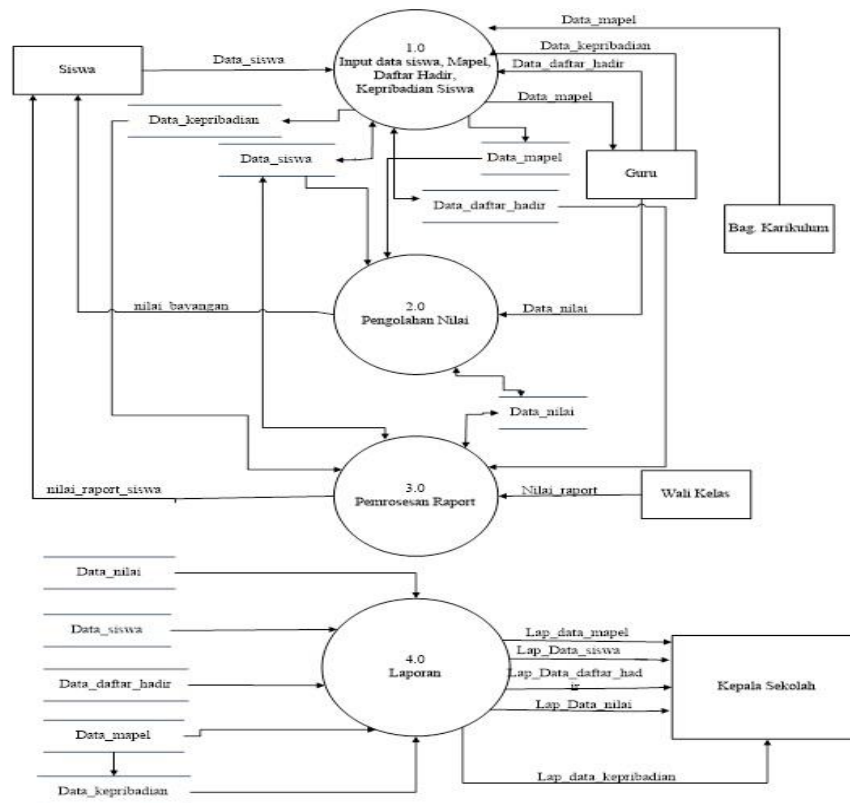 Data_mapel
1.0
Input data siswa, Mapel,
Daftar Hadir,
Kepribadian Siswa
Data_kepribadian
Data_daftar_hadir
Siswa
Data_siswa
Data_mapel
Data_kepribadian
Data_siswa
Data_mapel
Guru
Data_daftar_hadir
Bag. Karikulum
2.0
Pengolahan Nilai
nilai_bayangan
Data_nilai
Data_nilai
3.0
Pemrosesan Raport
nilai_raport_siswa
Nilai_raport
Wali Kelas
Data_nilai
Data_siswa
Data_daftar_hadir
Data_mapel
Data_kepribadian
4.0
Laporan
Lap_data_mapel
Lap_Data_siswa
Lap_Data_daftar_had
ir
Lap_Data_nilai
Lap_data_kepribadian
Kepala Sekolah